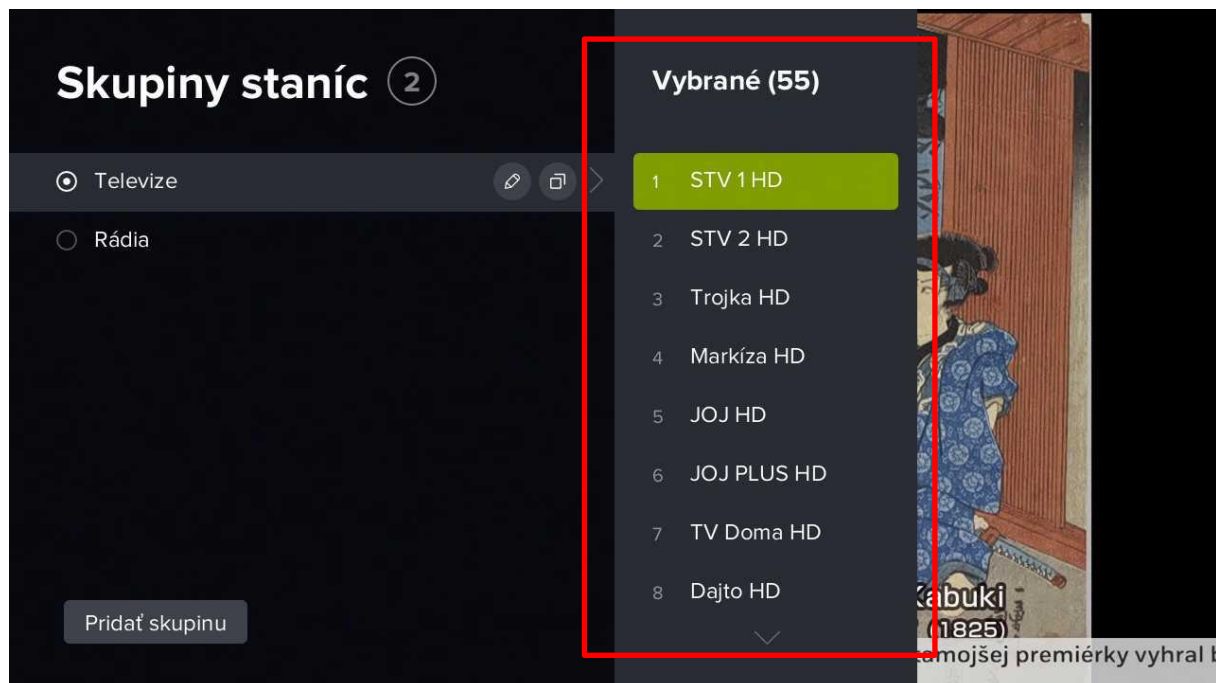 Skupiny staníc 2
Televize
Rádia
Pridať skupinu
Vybrané (55)
1 STV 1 HD
2 STV 2 HD
3 Trojka HD
4 Markíza HD
5 JOJ HD
6 JOJ PLUS HD
7 TV Doma HD
8 Dajto HD
Kabuki
(1825)
premiérky vyhral